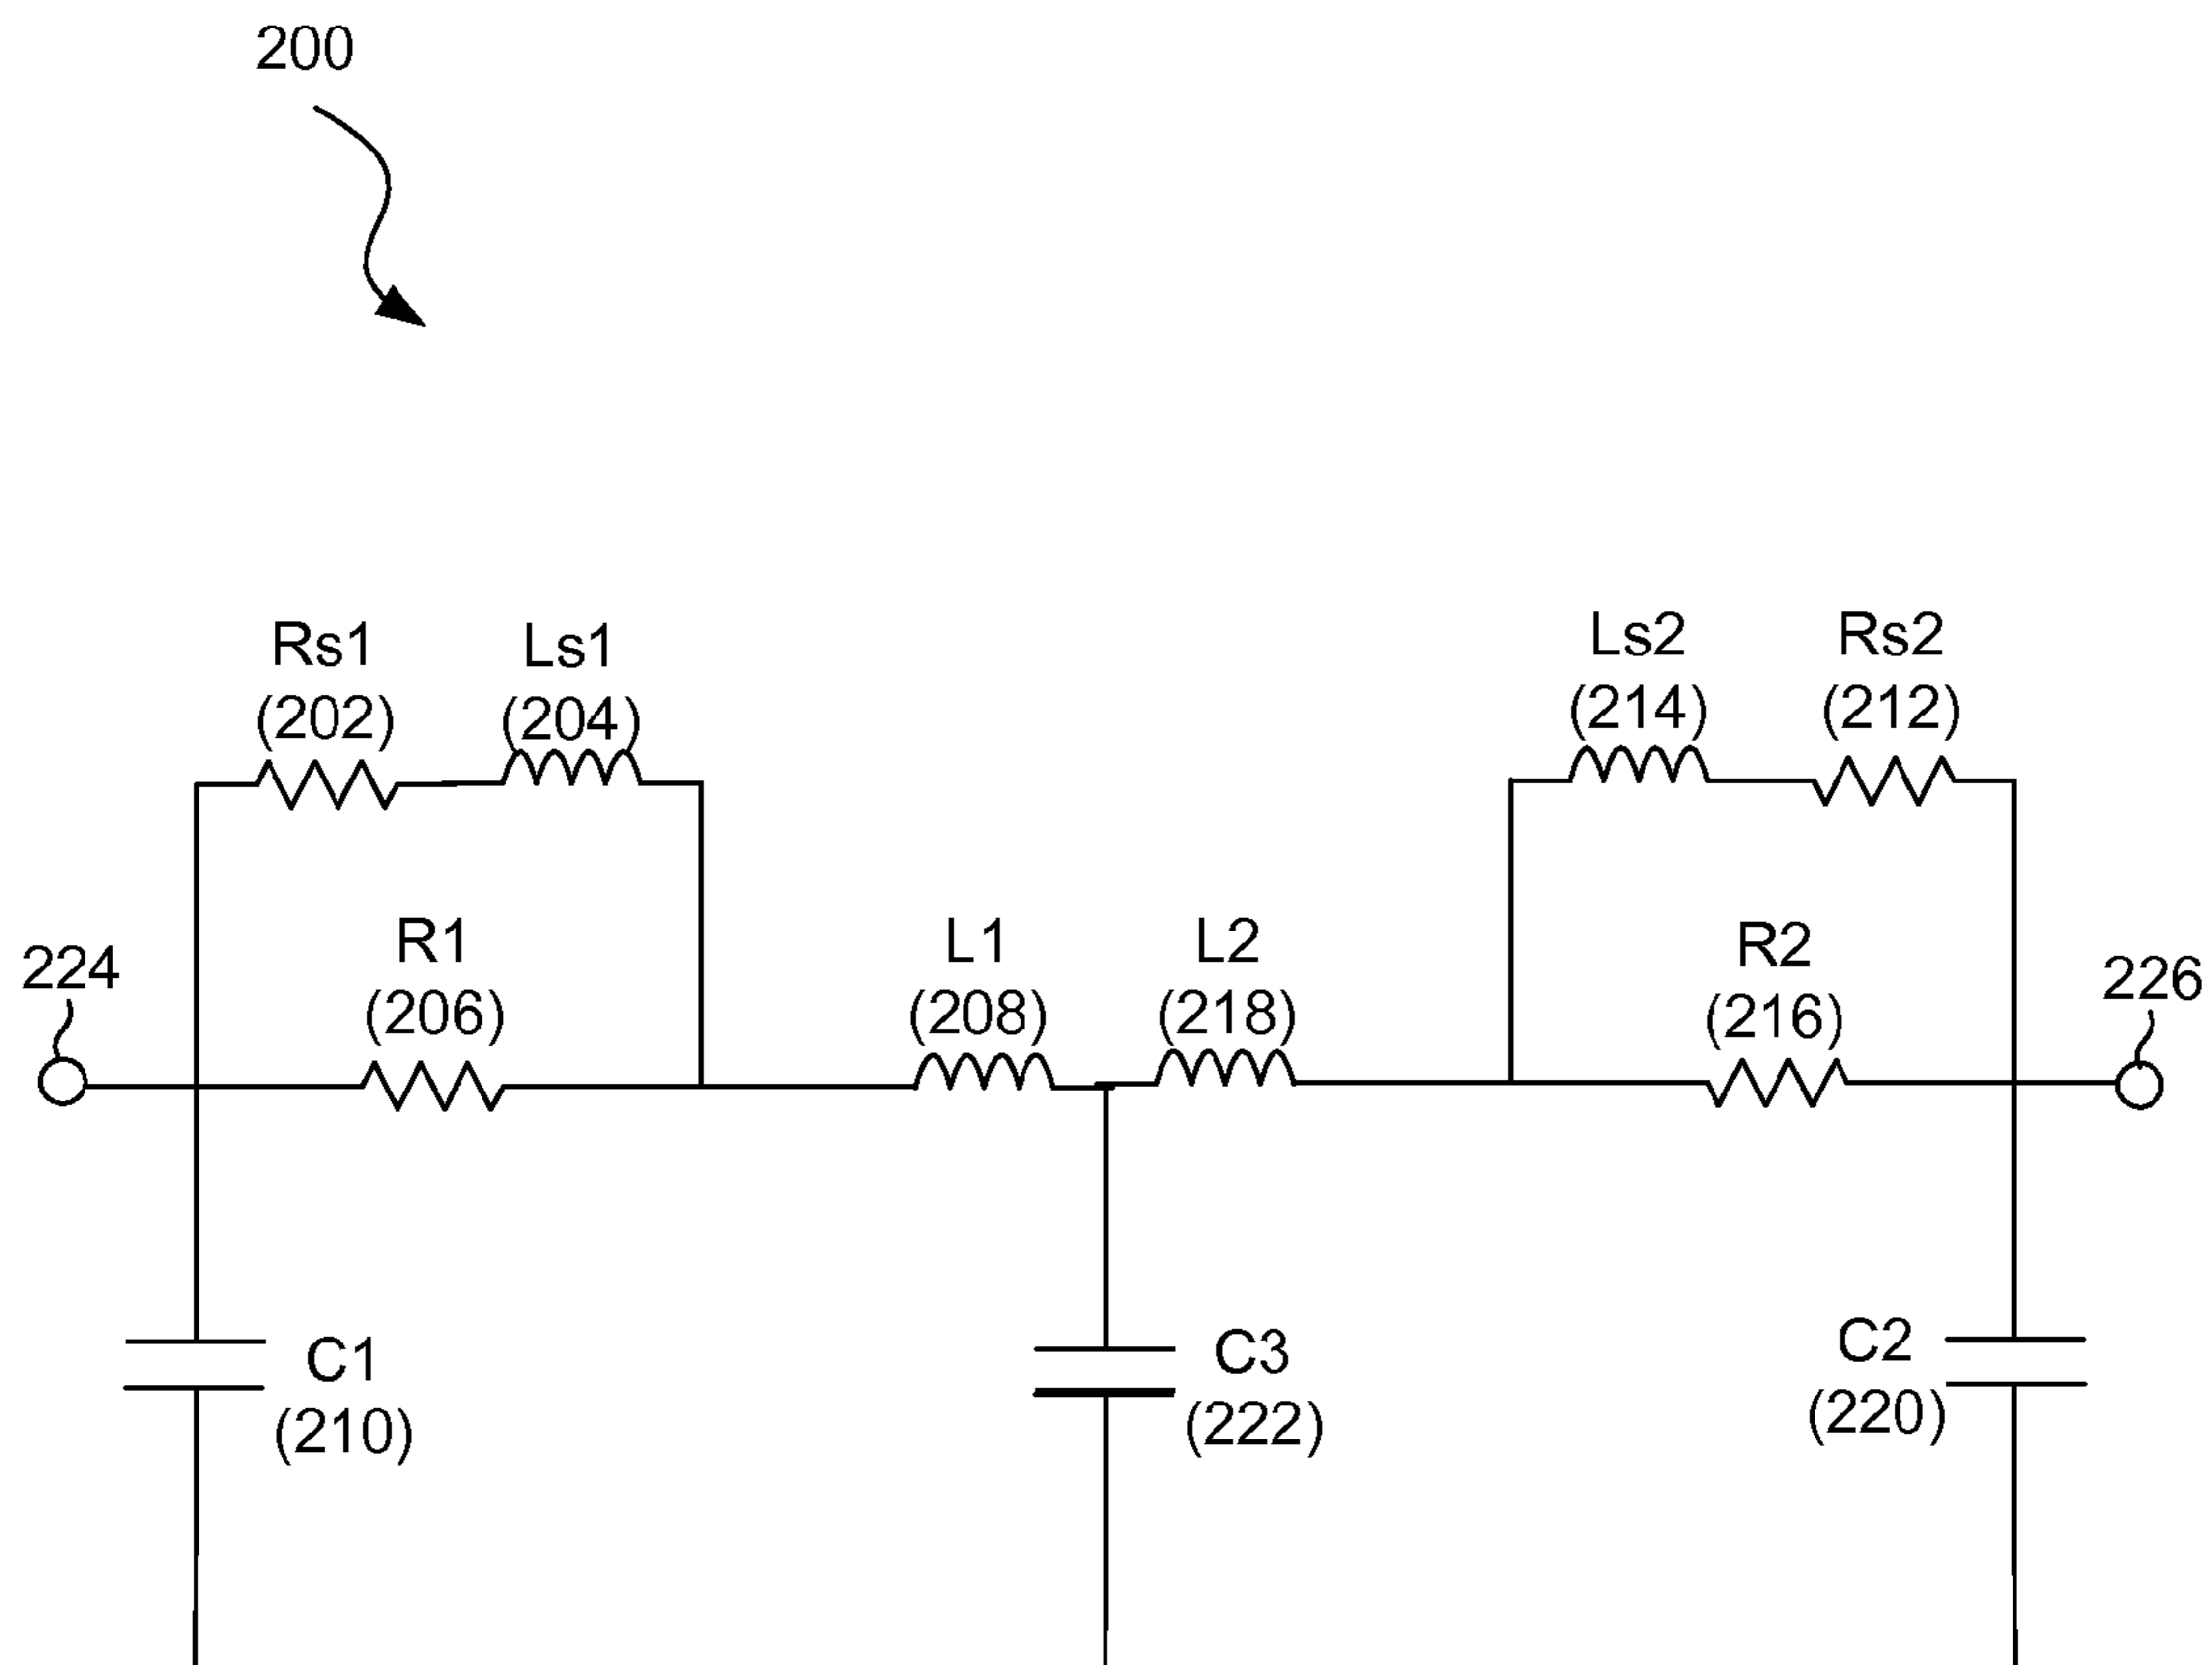 200
Rs1
(202)
Ls1
(204)
Ls2
(214)
Rs2
(212)
224
R1
(206)
L1
(208)
L2
(218)
R2
(216)
226
C1
(210)
C3
(222)
C2
(220)